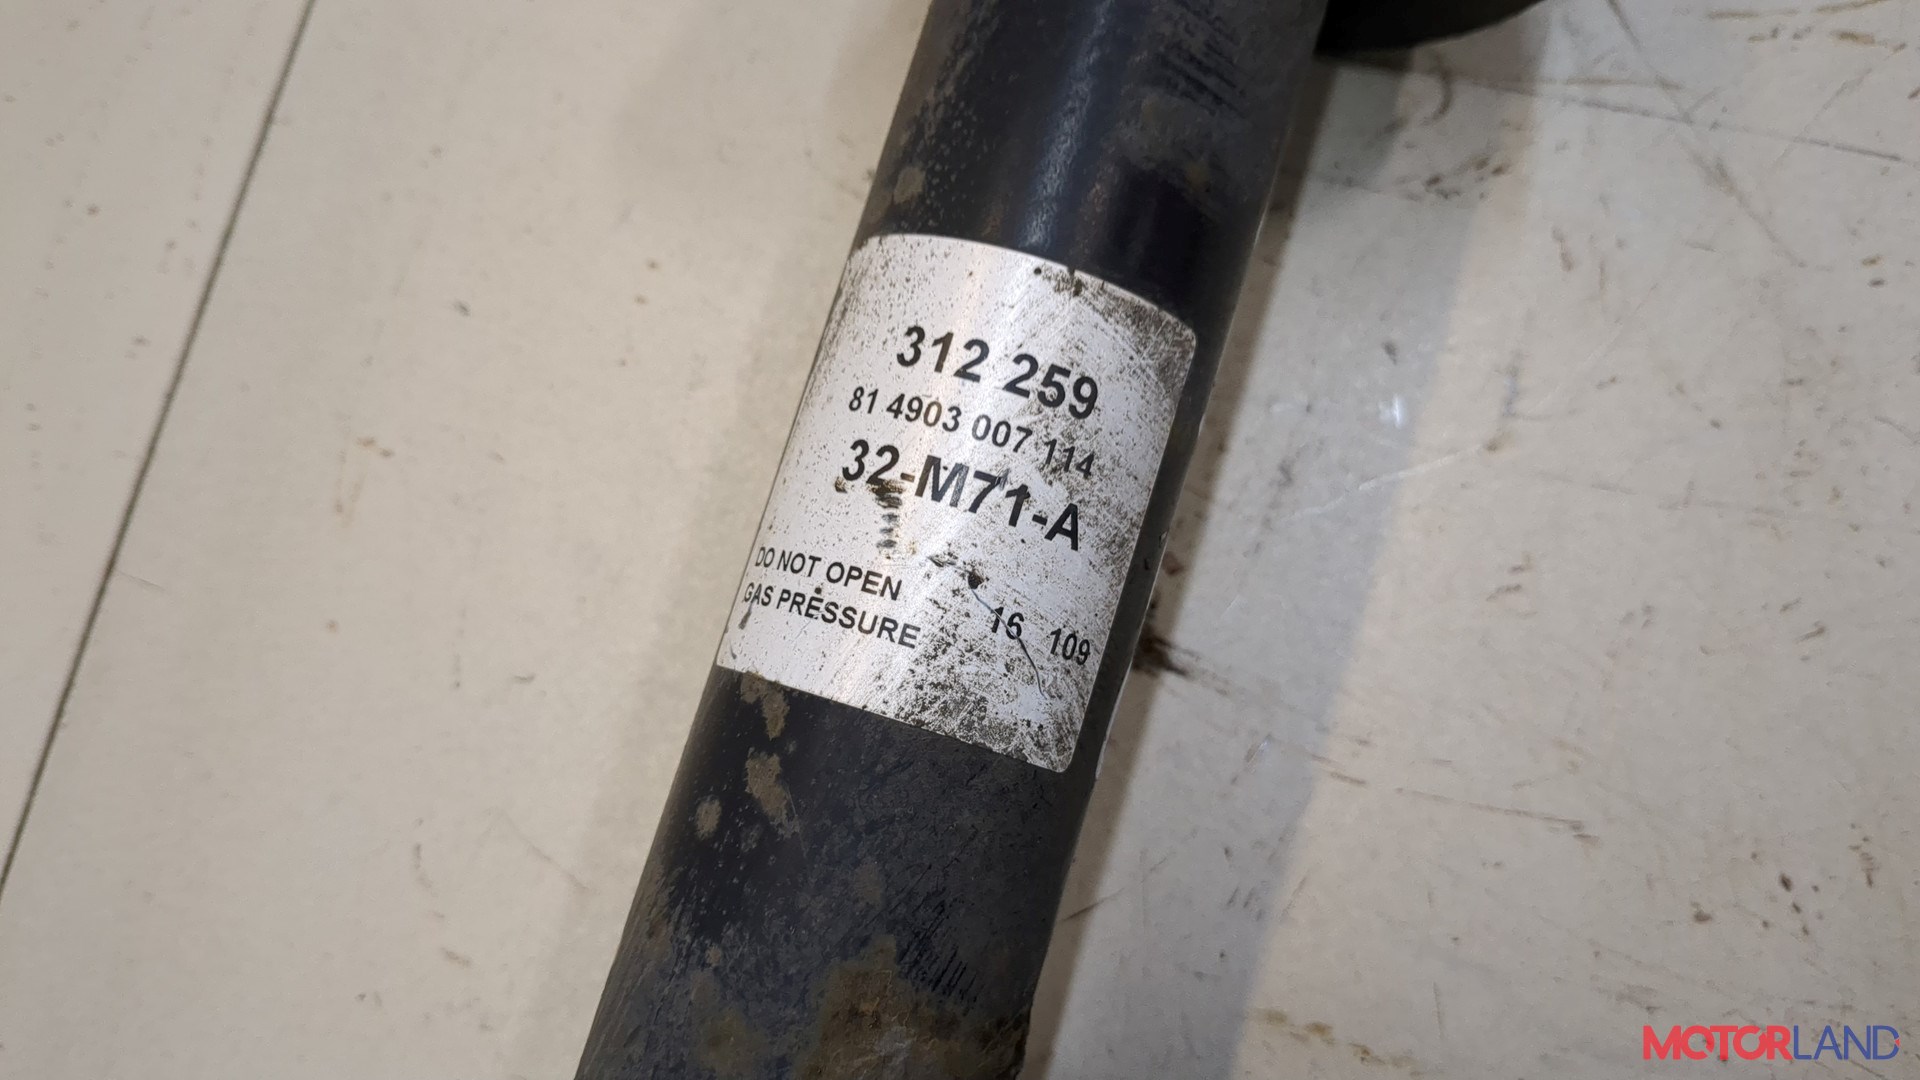 312 259
81 4903 007 114
32-M71-A
DO NOT OPEN
GAS PRESSURE
16 109
MOTORLAND